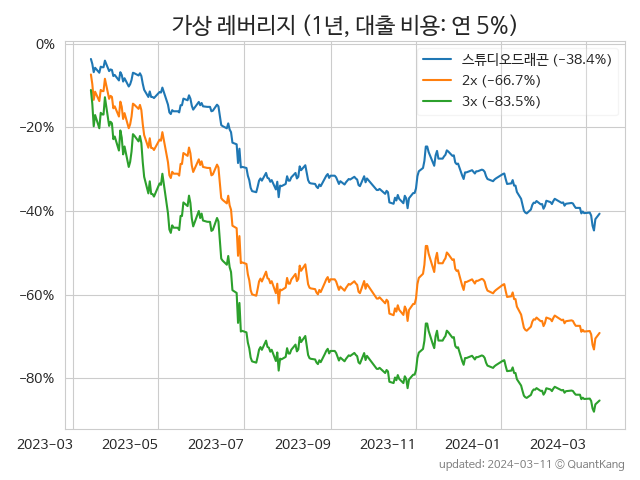 가상 레버리지 (1년, 대출 비용: 연 5%)
스튜디오드래곤 (−38.4%)
2x (−66.7%)
3x (−83.5%)
0%
−20%
−40%
−60%
−80%
2023-03 2023-05 2023-07 2023-09 2023-11 2024-01 2024-03
updated: 2024-03-11 © QuantKang